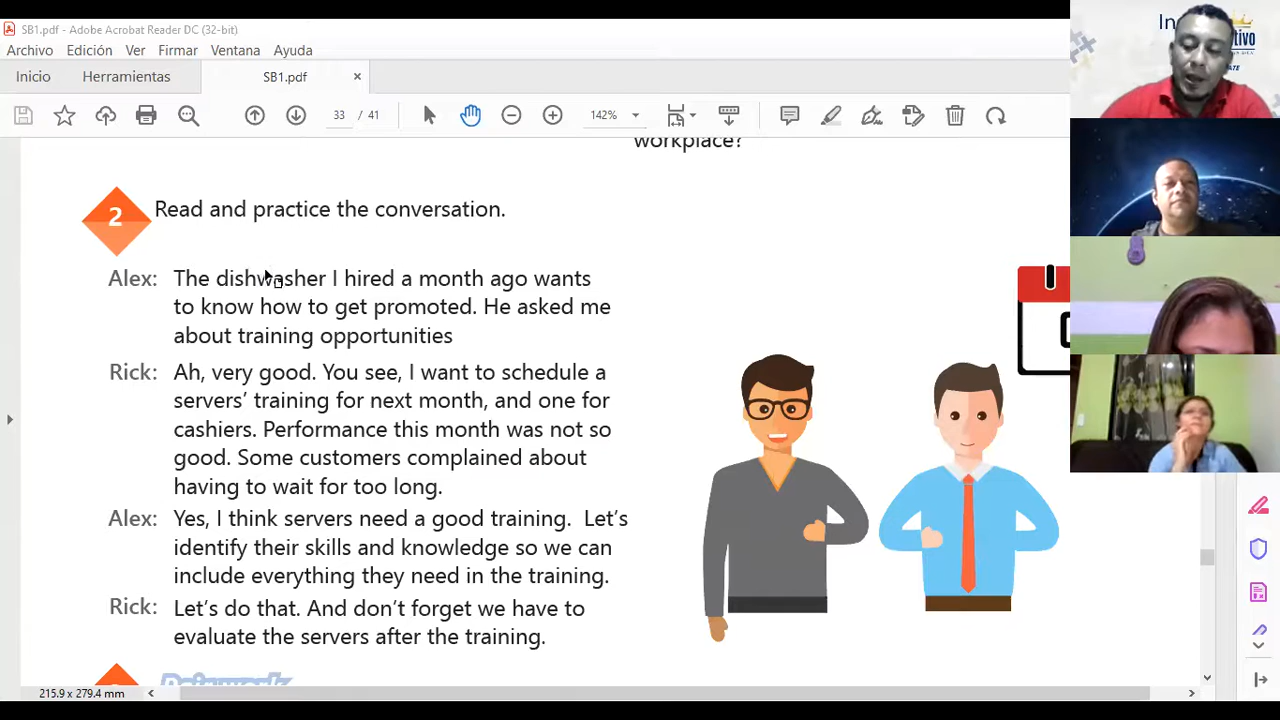 SB1.pdf - Adobe Acrobat Reader DC (32-bit)
Archivo Edición Ver Firmar Ventana Ayuda
Inicio Herramientas SB1.pdf
33 / 41 142%
workplace?
2 Read and practice the conversation.
Alex: The dishwasher I hired a month ago wants
to know how to get promoted. He asked me
about training opportunities
Rick: Ah, very good. You see, I want to schedule a
servers’ training for next month, and one for
cashiers. Performance this month was not so
good. Some customers complained about
having to wait for too long.
Alex: Yes, I think servers need a good training. Let’s
identify their skills and knowledge so we can
include everything they need in the training.
Rick: Let’s do that. And don’t forget we have to
evaluate the servers after the training.
215.9 x 279.4 mm